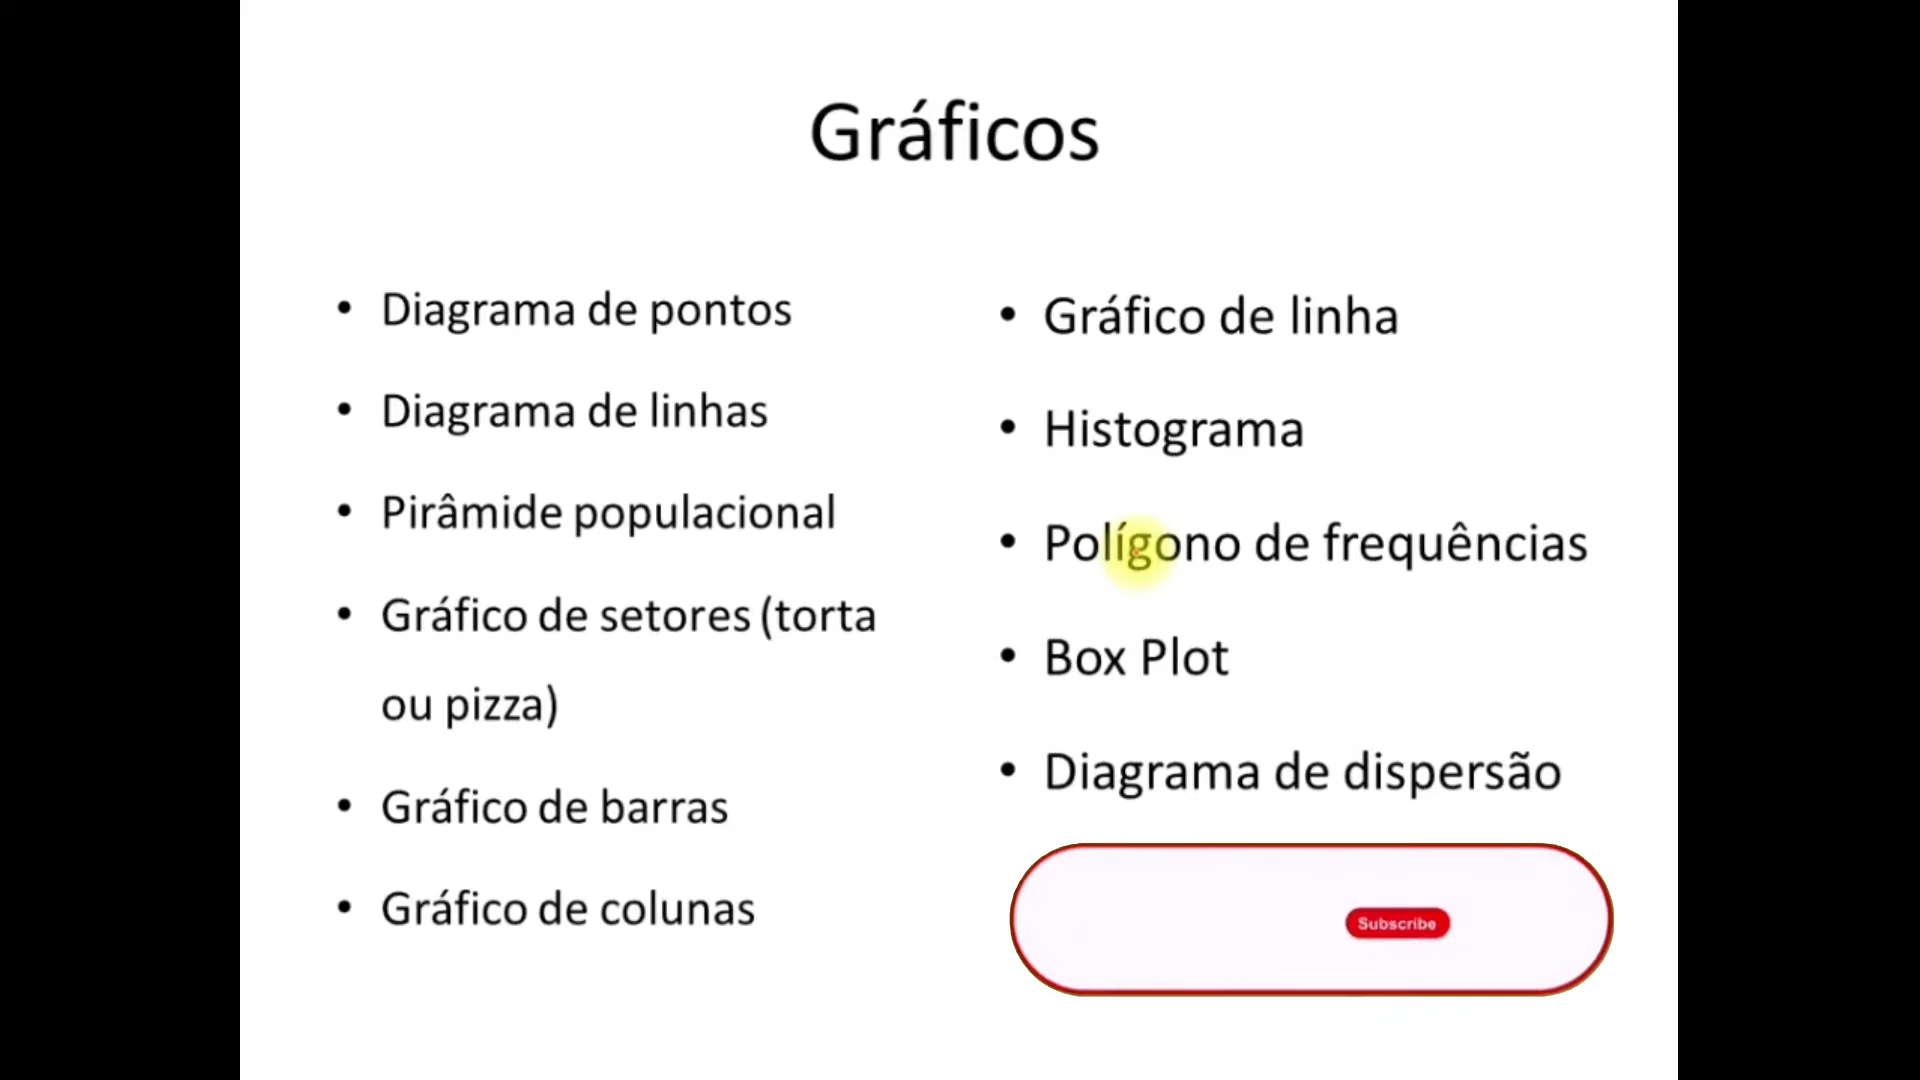 Gráficos
• Diagrama de pontos
• Diagrama de linhas
• Pirâmide populacional
• Gráfico de setores (torta
ou pizza)
• Gráfico de barras
• Gráfico de colunas
• Gráfico de linha
• Histograma
• Polígono de frequências
• Box Plot
• Diagrama de dispersão
Subscribe